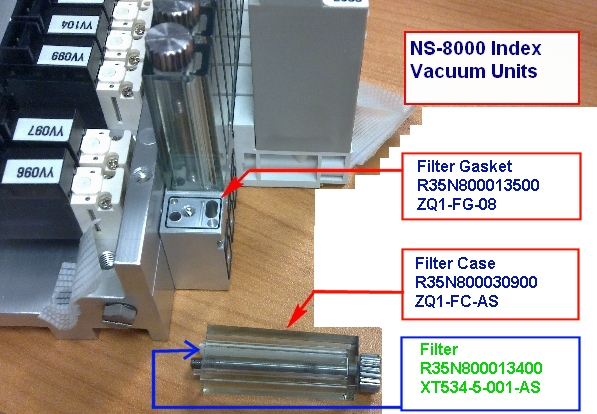 NS-8000 Index
Vacuum Units
YV104
YV099
YV097
YV096
Filter Gasket
R35N800013500
ZQ1-FG-08
Filter Case
R35N800030900
ZQ1-FC-AS
Filter
R35N800013400
XT534-5-001-AS